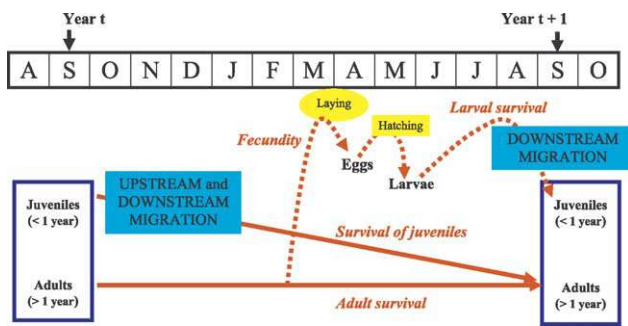 Year t
Year t + 1
A S O N D J F M A M J J A S O
Laying
Larval survival
Hatching
Fecundity
Eggs
DOWNSTREAM
MIGRATION
Larvae
UPSTREAM and
DOWNSTREAM
MIGRATION
Juveniles
(< 1 year)
Juveniles
(< 1 year)
Survival of juveniles
Adults
(> 1 year)
Adults
(> 1 year)
Adult survival